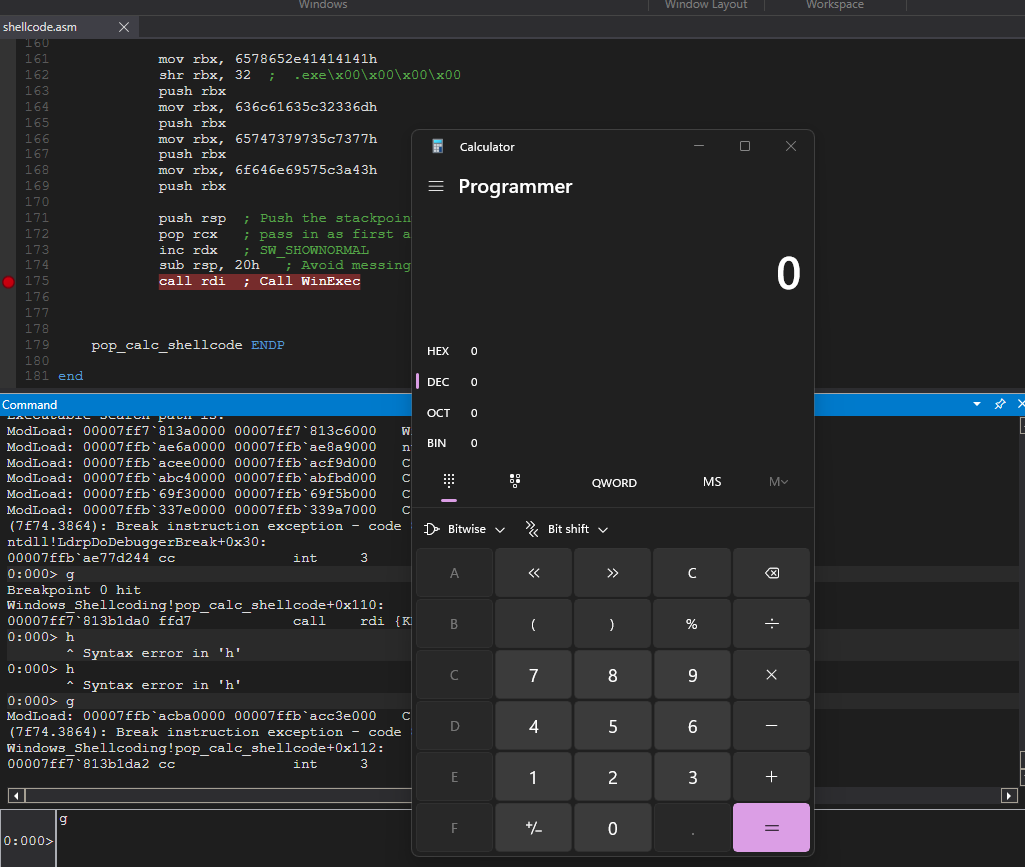 Windows
Window Layout
Workspace
shellcode.asm
160
161 mov rbx, 6578652e41414141h
162 shr rbx, 32 ; .exe\x00\x00\x00\x00
163 push rbx
164 mov rbx, 636c61635c32336dh
165 push rbx
166 mov rbx, 65747379735c7377h
167 push rbx
168 mov rbx, 6f646e69575c3a43h
169 push rbx
170
171 push rsp ; Push the stackpoin
172 pop rcx ; pass in as first a
173 inc rdx ; SW_SHOWNORMAL
174 sub rsp, 20h ; Avoid messing
175 call rdi ; Call WinExec
176
177
178
179 pop_calc_shellcode ENDP
180
181 end
Command
Executable search path is:
ModLoad: 00007ff7`813a0000 00007ff7`813c6000 W
ModLoad: 00007ffb`ae6a0000 00007ffb`ae8a9000 n
ModLoad: 00007ffb`acee0000 00007ffb`acf9d000 C
ModLoad: 00007ffb`abc40000 00007ffb`abfbd000 C
ModLoad: 00007ffb`69f30000 00007ffb`69f5b000 C
ModLoad: 00007ffb`337e0000 00007ffb`339a7000 C
(7f74.3864): Break instruction exception - code
ntdll!LdrpDoDebuggerBreak+0x30:
00007ffb`ae77d244 cc int 3
0:000> g
Breakpoint 0 hit
Windows_Shellcoding!pop_calc_shellcode+0x110:
00007ff7`813b1da0 ffd7 call rdi {K
0:000> h
^ Syntax error in 'h'
0:000> h
^ Syntax error in 'h'
0:000> g
ModLoad: 00007ffb`acba0000 00007ffb`acc3e000 C
(7f74.3864): Break instruction exception - code
Windows_Shellcoding!pop_calc_shellcode+0x112:
00007ff7`813b1da2 cc int 3
g
0:000>
Calculator
Programmer
0
HEX 0
DEC 0
OCT 0
BIN 0
QWORD
MS
M
Bitwise
Bit shift
A « » C ⌫
B ( ) % ÷
C 7 8 9 ×
D 4 5 6 −
E 1 2 3 +
F +/− 0 . =